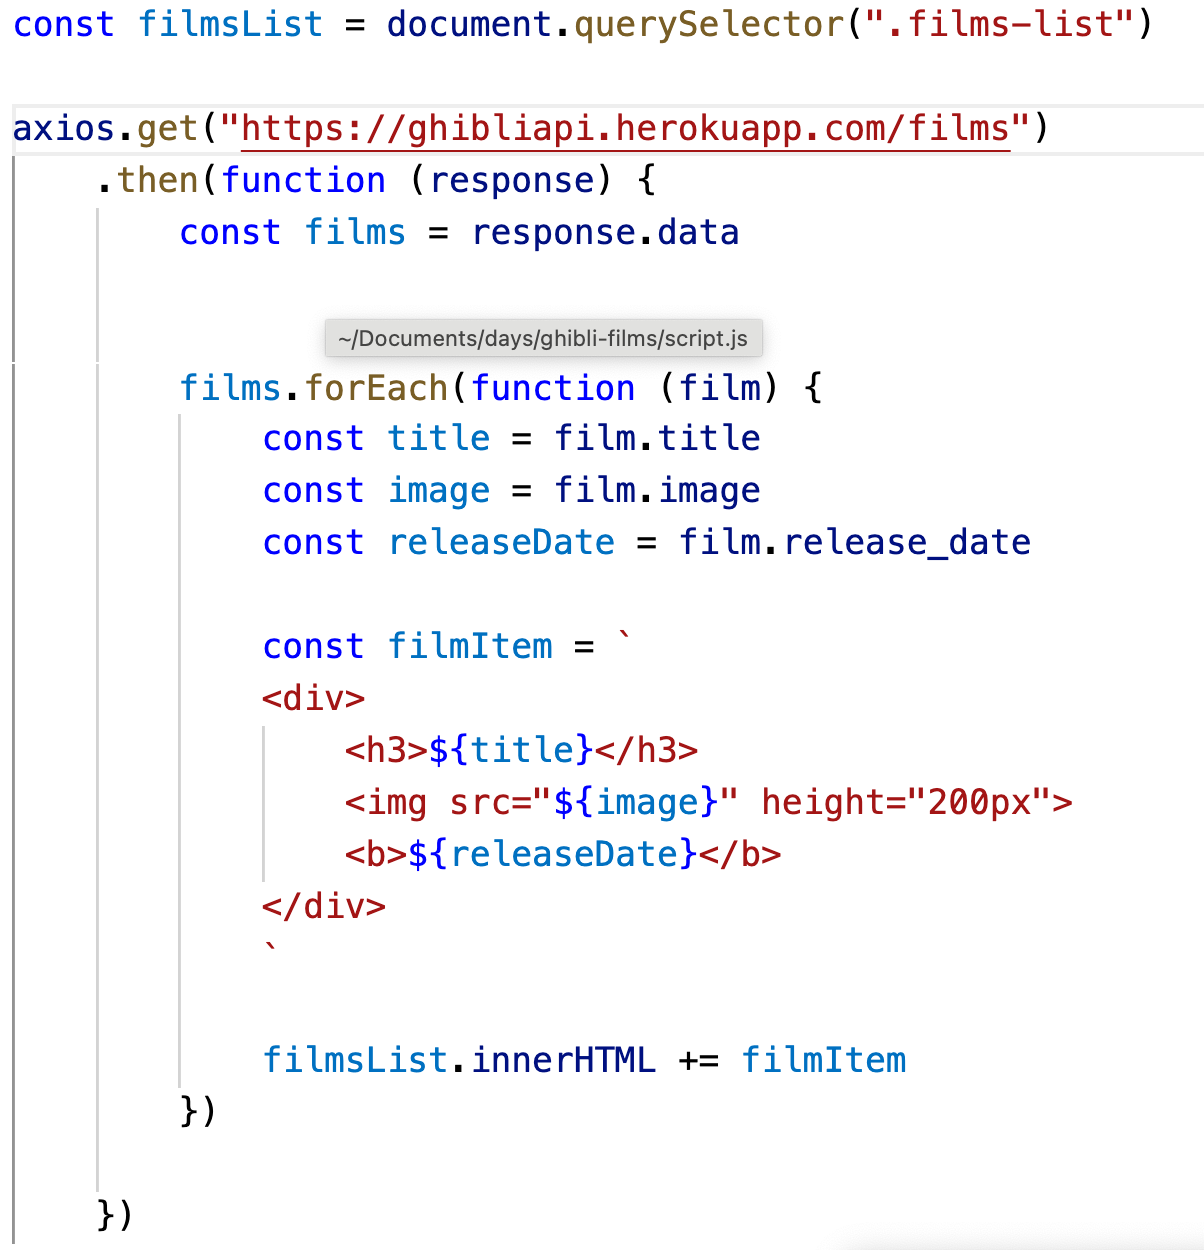 const filmsList = document.querySelector(".films-list")
axios.get("https://ghibliapi.herokuapp.com/films")
.then(function (response) {
const films = response.data
~/Documents/days/ghibli-films/script.js
films.forEach(function (film) {
const title = film.title
const image = film.image
const releaseDate = film.release_date
const filmItem = `
<div>
<h3>${title}</h3>
<img src="${image}" height="200px">
<b>${releaseDate}</b>
</div>
`
filmsList.innerHTML += filmItem
})
})